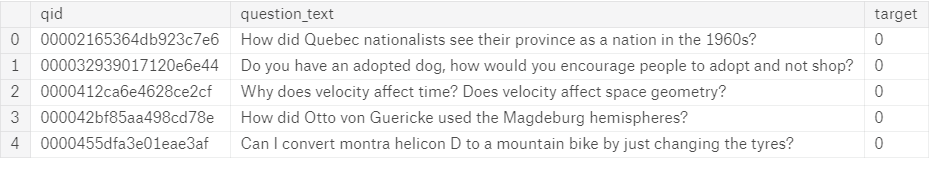 qid question_text target
0 00002165364db923c7e6 How did Quebec nationalists see their province as a nation in the 1960s? 0
1 000032939017120e6e44 Do you have an adopted dog, how would you encourage people to adopt and not shop? 0
2 0000412ca6e4628ce2cf Why does velocity affect time? Does velocity affect space geometry? 0
3 000042bf85aa498cd78e How did Otto von Guericke used the Magdeburg hemispheres? 0
4 0000455dfa3e01eae3af Can I convert montra helicon D to a mountain bike by just changing the tyres? 0